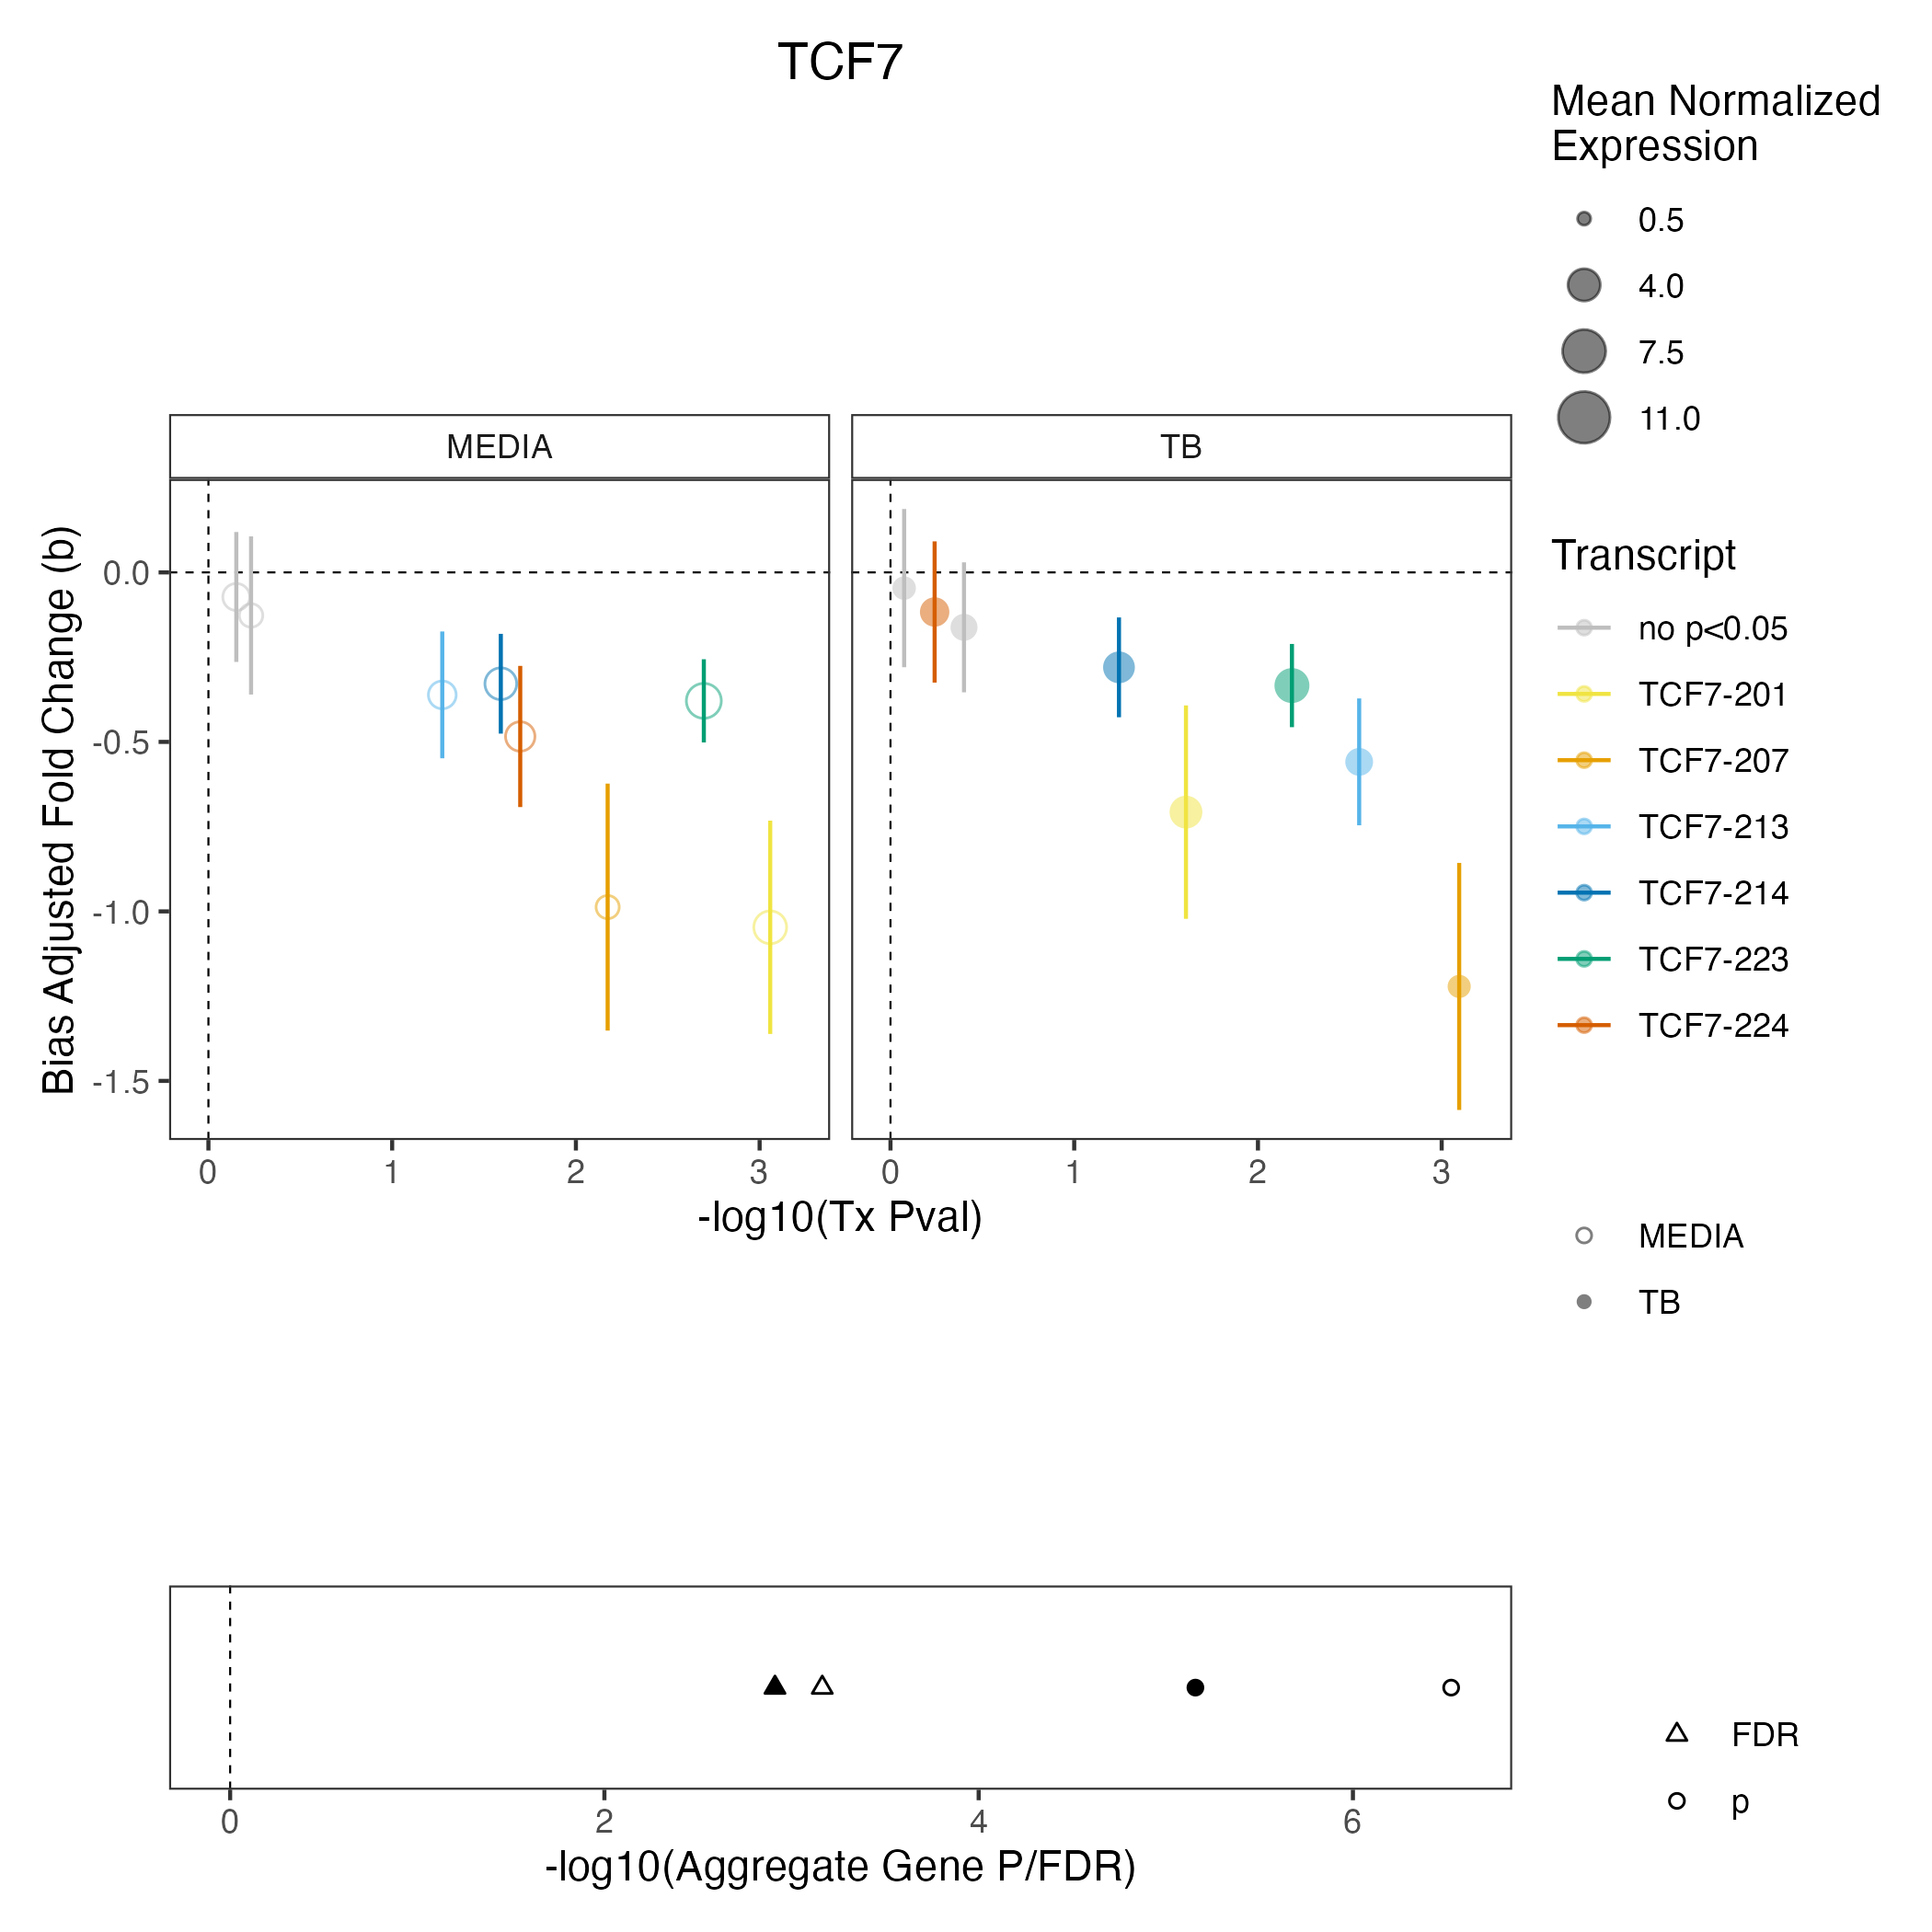 TCF7
Mean Normalized
Expression
0.5
4.0
7.5
11.0
MEDIA
TB
Bias Adjusted Fold Change (b)
0.0
-0.5
-1.0
-1.5
0
1
2
3
0
1
2
3
-log10(Tx Pval)
Transcript
no p<0.05
TCF7-201
TCF7-207
TCF7-213
TCF7-214
TCF7-223
TCF7-224
MEDIA
TB
0
2
4
6
-log10(Aggregate Gene P/FDR)
FDR
p